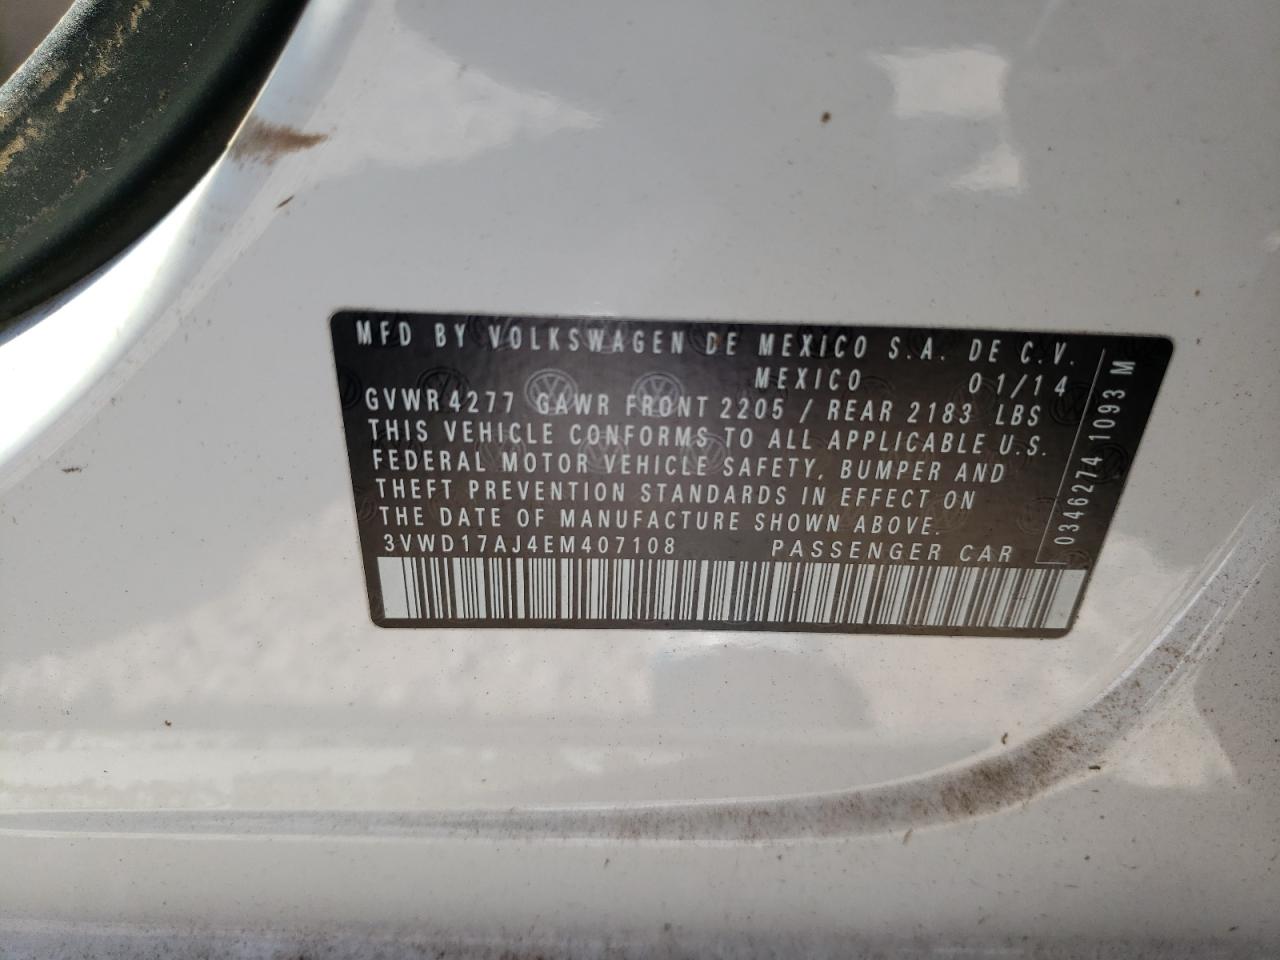 MFD BY VOLKSWAGEN DE MEXICO S.A. DE C.V.
MEXICO 01/14
GVWR4277 GAWR FRONT 2205 / REAR 2183 LBS
THIS VEHICLE CONFORMS TO ALL APPLICABLE U.S.
FEDERAL MOTOR VEHICLE SAFETY, BUMPER AND
THEFT PREVENTION STANDARDS IN EFFECT ON
THE DATE OF MANUFACTURE SHOWN ABOVE.
3VWD17AJ4EM407108 PASSENGER CAR
0346274 1093 M